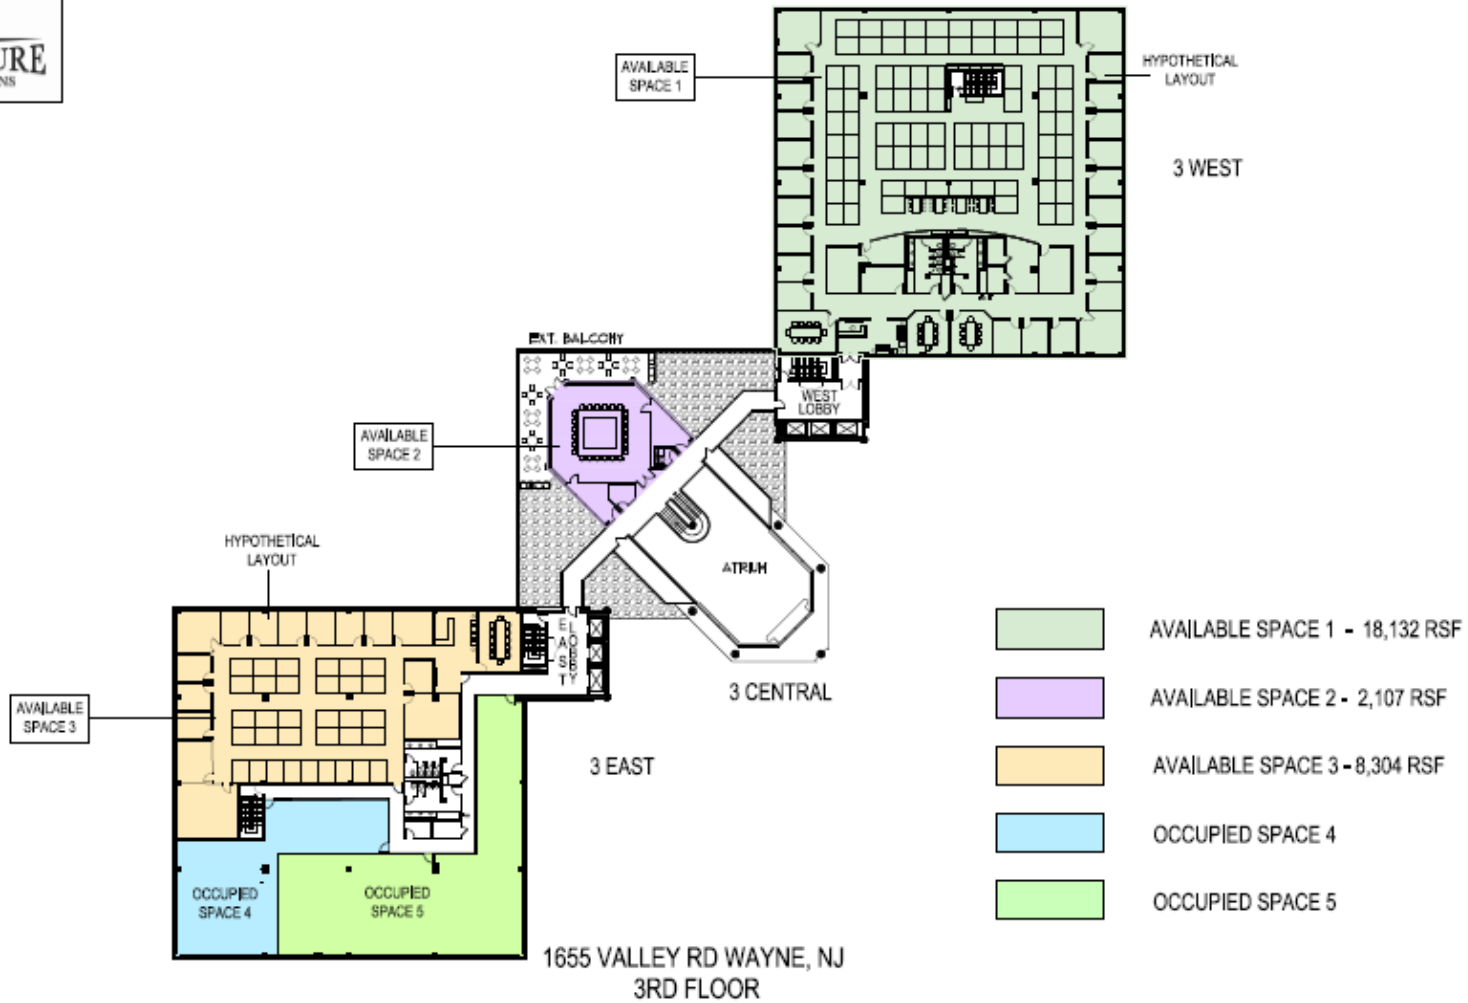 URE
NS
AVAILABLE
SPACE 1
HYPOTHETICAL
LAYOUT
3 WEST
EXT. BALCONY
WEST
LOBBY
AVAILABLE
SPACE 2
HYPOTHETICAL
LAYOUT
ATRIUM
EAST
LOBBY
AVAILABLE SPACE 1 - 18,132 RSF
3 CENTRAL
AVAILABLE SPACE 2 - 2,107 RSF
AVAILABLE
SPACE 3
3 EAST
AVAILABLE SPACE 3 - 8,304 RSF
OCCUPIED SPACE 4
OCCUPIED
SPACE 4
OCCUPIED
SPACE 5
OCCUPIED SPACE 5
1655 VALLEY RD WAYNE, NJ
3RD FLOOR